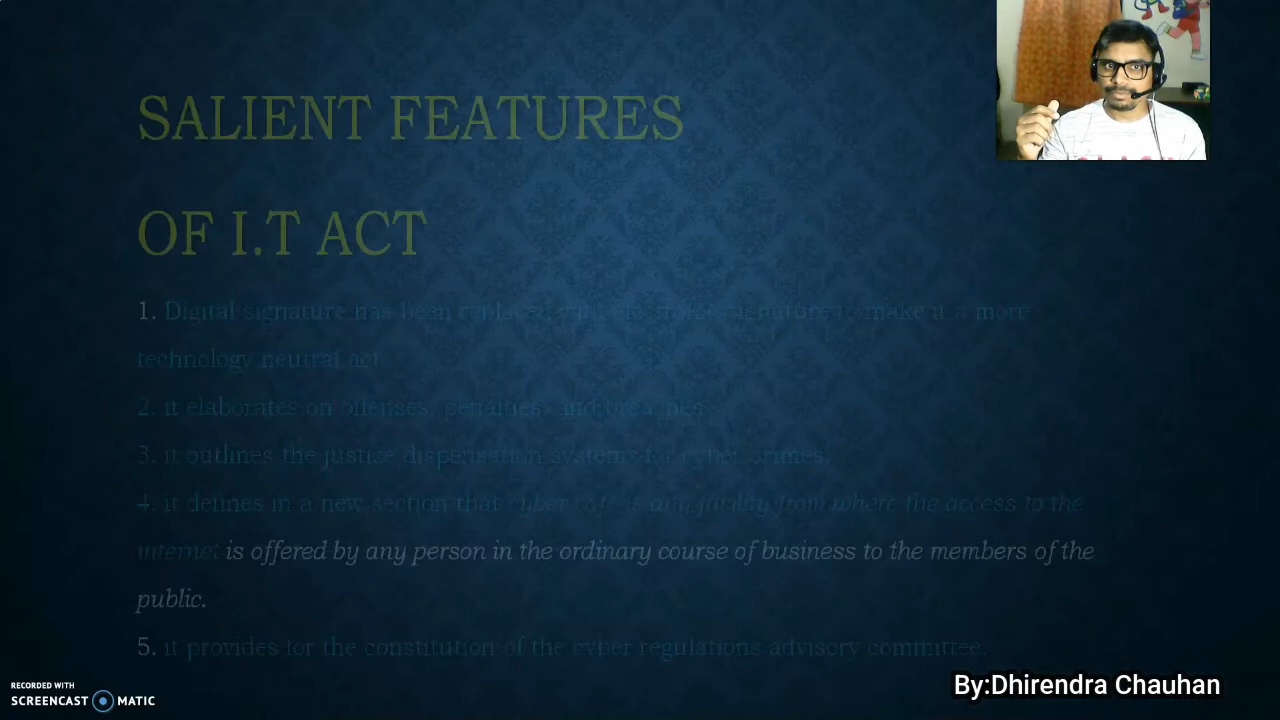 SALIENT FEATURES
OF I.T ACT
1. Digital signature has been replaced with electronic signature to make it a more
technology neutral act.
2. it elaborates on offenses, penalties, and breaches.
3. it outlines the justice dispensation systems for cyber crimes.
4. it defines in a new section that cyber café is any facility from where the access to the
internet is offered by any person in the ordinary course of business to the members of the
public.
5. it provides for the constitution of the cyber regulations advisory committee.
RECORDED WITH
SCREENCAST MATIC
By:Dhirendra Chauhan